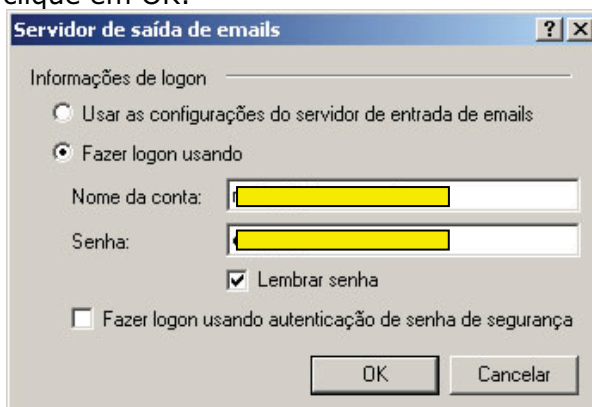 clique em OK.
Servidor de saída de emails
Informações de logon
Usar as configurações do servidor de entrada de emails
Fazer logon usando
Nome da conta:
Senha:
Lembrar senha
Fazer logon usando autenticação de senha de segurança
OK Cancelar